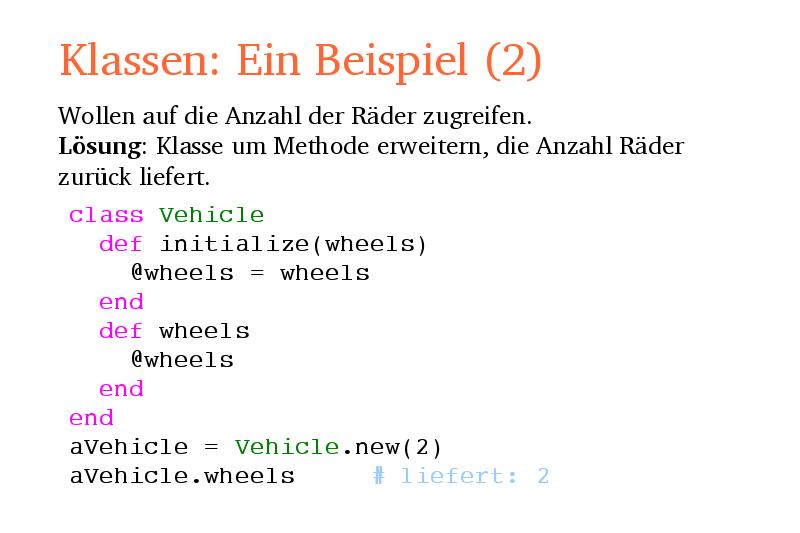 Klassen: Ein Beispiel (2)
Wollen auf die Anzahl der Räder zugreifen.
Lösung: Klasse um Methode erweitern, die Anzahl Räder
zurück liefert.
class Vehicle
  def initialize(wheels)
    @wheels = wheels
  end
  def wheels
    @wheels
  end
end
aVehicle = Vehicle.new(2)
aVehicle.wheels     # liefert: 2